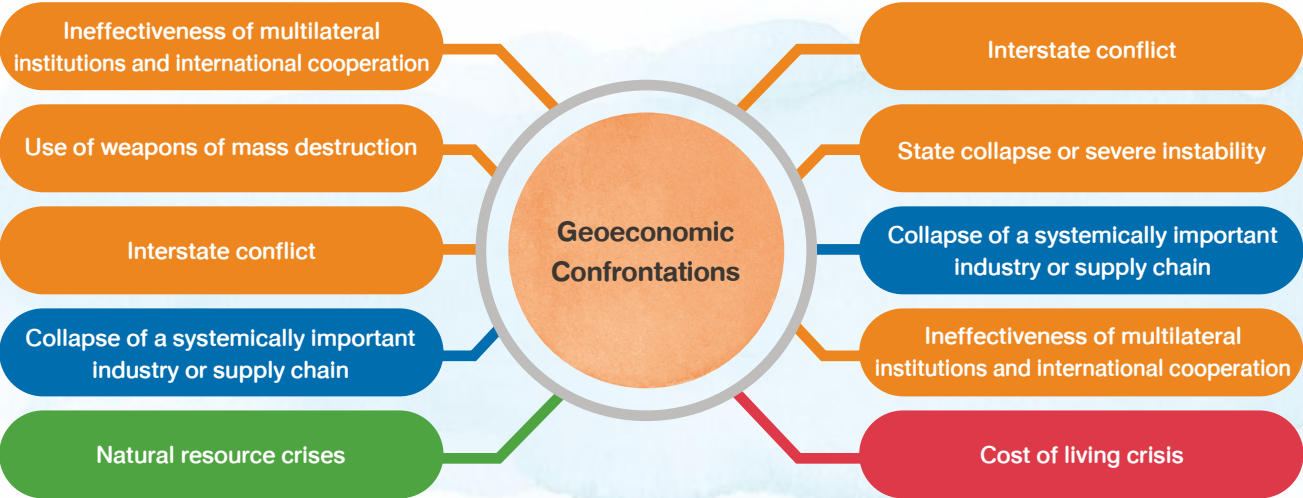 Ineffectiveness of multilateral
institutions and international cooperation
Use of weapons of mass destruction
Interstate conflict
Collapse of a systemically important
industry or supply chain
Natural resource crises
Geoeconomic
Confrontations
Interstate conflict
State collapse or severe instability
Collapse of a systemically important
industry or supply chain
Ineffectiveness of multilateral
institutions and international cooperation
Cost of living crisis